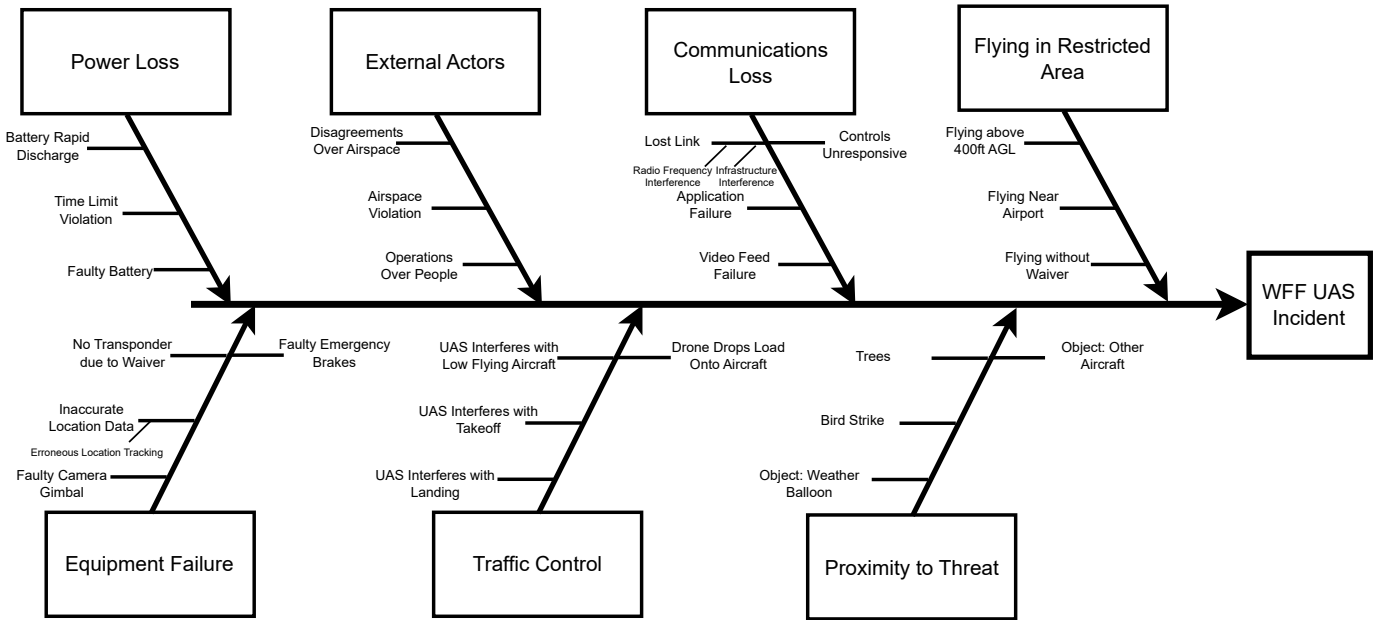 Power Loss
External Actors
Communications
Loss
Flying in Restricted
Area
Battery Rapid
Discharge
Time Limit
Violation
Faulty Battery
Disagreements
Over Airspace
Airspace
Violation
Operations
Over People
Lost Link
Controls
Unresponsive
Radio Frequency
Interference
Infrastructure
Interference
Application
Failure
Video Feed
Failure
Flying above
400ft AGL
Flying Near
Airport
Flying without
Waiver
WFF UAS
Incident
No Transponder
due to Waiver
Faulty Emergency
Brakes
Inaccurate
Location Data
Erroneous Location Tracking
Faulty Camera
Gimbal
UAS Interferes with
Low Flying Aircraft
Drone Drops Load
Onto Aircraft
UAS Interferes with
Takeoff
UAS Interferes with
Landing
Trees
Object: Other
Aircraft
Bird Strike
Object: Weather
Balloon
Equipment Failure
Traffic Control
Proximity to Threat